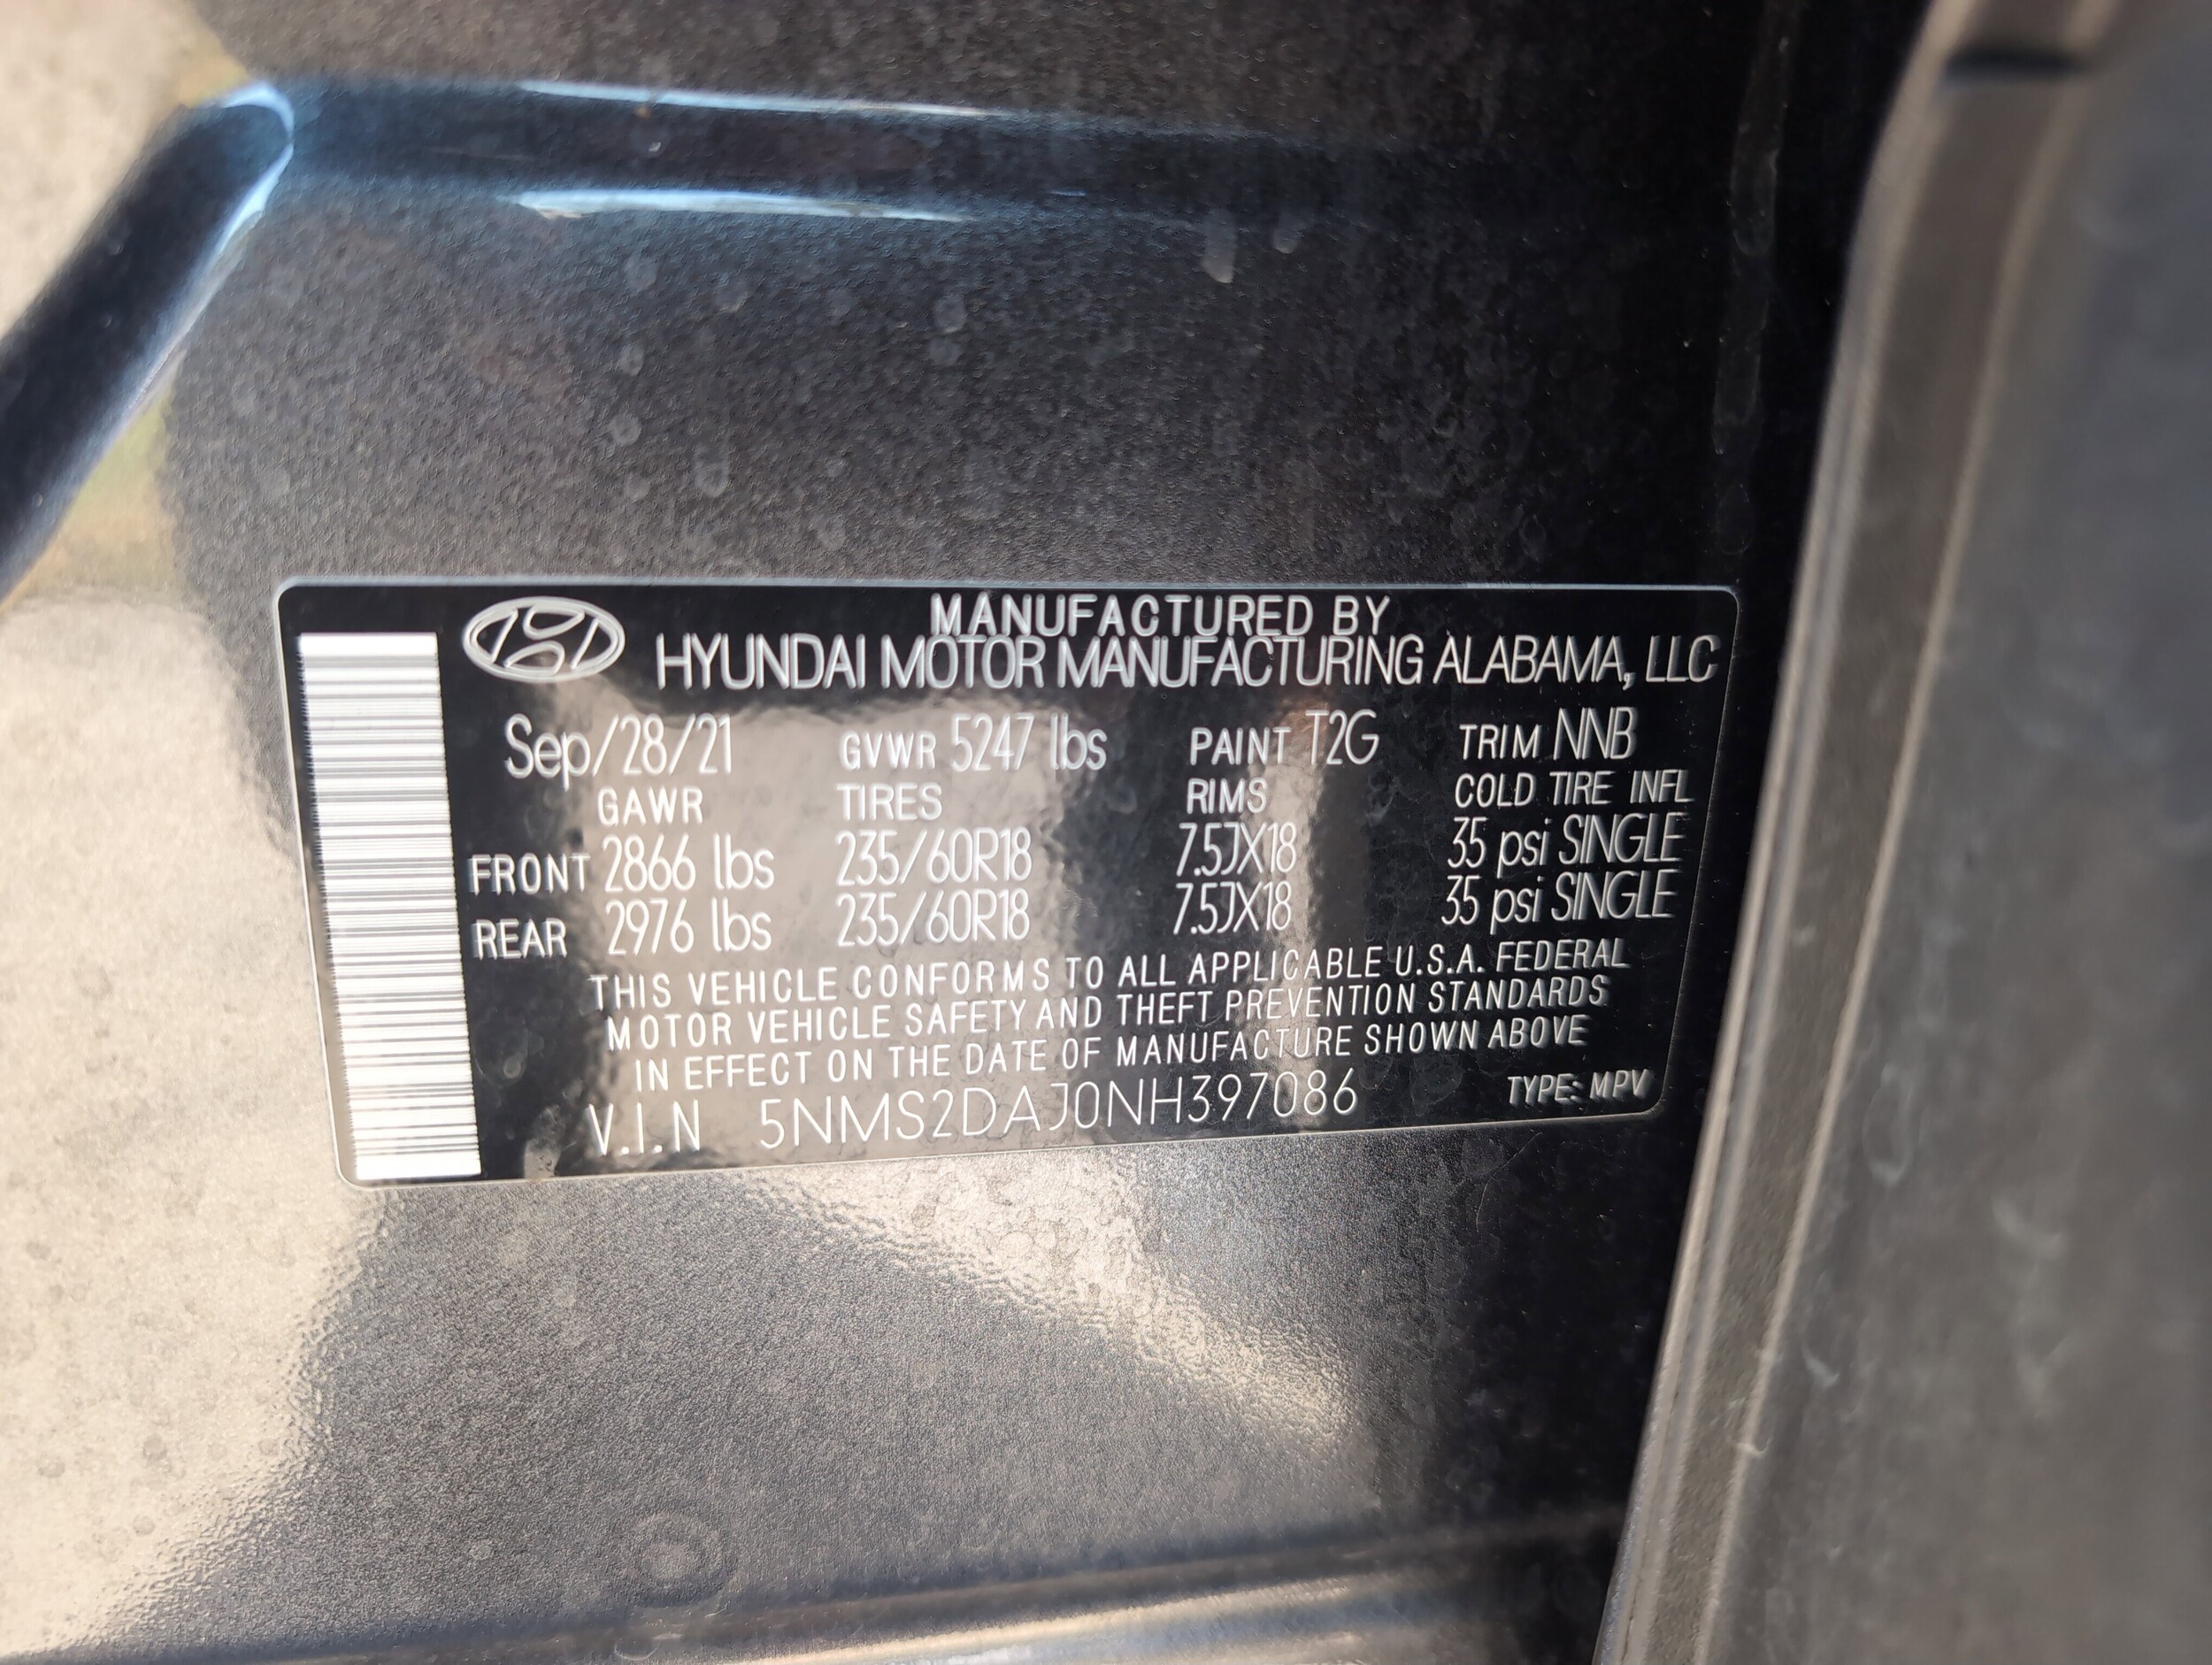 MANUFACTURED BY
HYUNDAI MOTOR MANUFACTURING ALABAMA, LLC
Sep/28/21 GVWR 5247 lbs PAINT T2G TRIM NNB
GAWR TIRES RIMS COLD TIRE INFL
FRONT 2866 lbs 235/60R18 7.5JX18 35 psi SINGLE
REAR 2976 lbs 235/60R18 7.5JX18 35 psi SINGLE
THIS VEHICLE CONFORMS TO ALL APPLICABLE U.S.A. FEDERAL
MOTOR VEHICLE SAFETY AND THEFT PREVENTION STANDARDS
IN EFFECT ON THE DATE OF MANUFACTURE SHOWN ABOVE
V.I.N 5NMS2DAJ0NH397086 TYPE: MPV